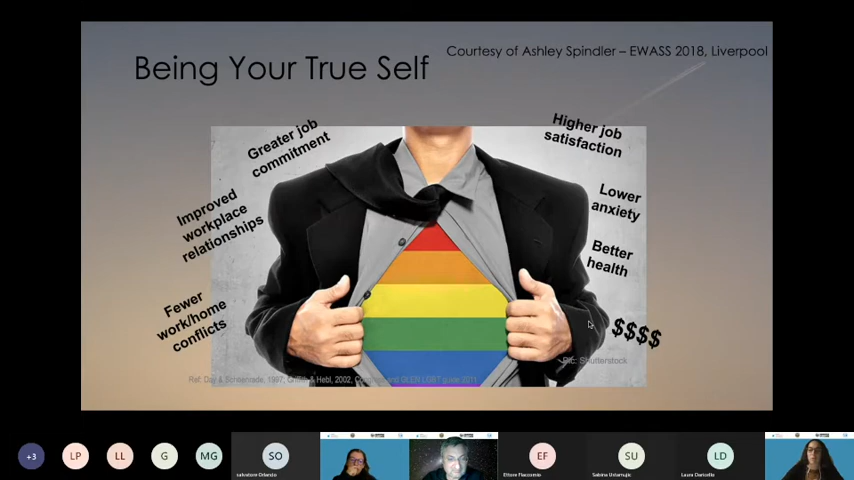 Courtesy of Ashley Spindler – EWASS 2018, Liverpool
Being Your True Self
Greater job
commitment
Higher job
satisfaction
Improved
workplace
relationships
Lower
anxiety
Better
health
Fewer
work/home
conflicts
$$$$
Pic: Shutterstock
Ref: Day & Schoenrade, 1997, Griffith & Hebl, 2002, and GLEN LGBT guide 2011
+3
LP
LL
G
MG
SO
salvatore Orlando
EF
Ettore Flaccomio
SU
Sabina Ustamujic
LD
Laura Daricello